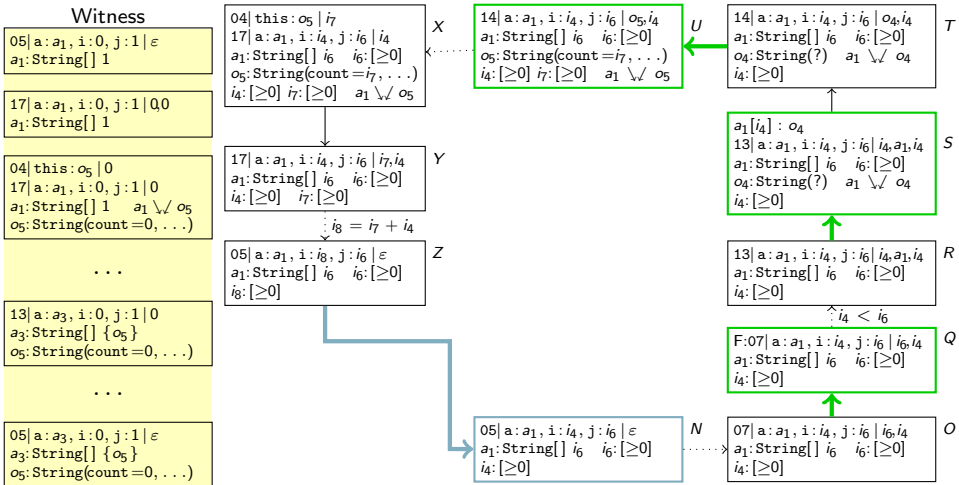 Witness
05| a: a₁, i: 0, j: 1 | ε
a₁: String[] 1
17| a: a₁, i: 0, j: 1 | 0,0
a₁: String[] 1
04| this: o₅ | 0
17| a: a₁, i: 0, j: 1 | 0
a₁: String[] 1 a₁ ↘↙ o₅
o₅: String(count=0, ...)
...
13| a: a₃, i: 0, j: 1 | 0
a₃: String[] {o₅}
o₅: String(count=0, ...)
...
05| a: a₃, i: 0, j: 1 | ε
a₃: String[] {o₅}
o₅: String(count=0, ...)
04| this: o₅ | i₇
17| a: a₁, i: i₄, j: i₆ | i₄
a₁: String[] i₆ i₆: [≥0]
o₅: String(count=i₇, ...)
i₄: [≥0] i₇: [≥0] a₁ ↘↙ o₅
X
17| a: a₁, i: i₄, j: i₆ | i₇,i₄
a₁: String[] i₆ i₆: [≥0]
i₄: [≥0] i₇: [≥0]
Y
i₈ = i₇ + i₄
05| a: a₁, i: i₈, j: i₆ | ε
a₁: String[] i₆ i₆: [≥0]
i₈: [≥0]
Z
14| a: a₁, i: i₄, j: i₆ | o₅,i₄
a₁: String[] i₆ i₆: [≥0]
o₅: String(count=i₇, ...)
i₄: [≥0] i₇: [≥0] a₁ ↘↙ o₅
U
14| a: a₁, i: i₄, j: i₆ | o₄,i₄
a₁: String[] i₆ i₆: [≥0]
o₄: String(?) a₁ ↘↙ o₄
i₄: [≥0]
T
a₁[i₄] : o₄
13| a: a₁, i: i₄, j: i₆ | i₄,a₁,i₄
a₁: String[] i₆ i₆: [≥0]
o₄: String(?) a₁ ↘↙ o₄
i₄: [≥0]
S
13| a: a₁, i: i₄, j: i₆ | i₄,a₁,i₄
a₁: String[] i₆ i₆: [≥0]
i₄: [≥0]
R
i₄ < i₆
F:07| a: a₁, i: i₄, j: i₆ | i₆,i₄
a₁: String[] i₆ i₆: [≥0]
i₄: [≥0]
Q
05| a: a₁, i: i₄, j: i₆ | ε
a₁: String[] i₆ i₆: [≥0]
i₄: [≥0]
N
07| a: a₁, i: i₄, j: i₆ | i₆,i₄
a₁: String[] i₆ i₆: [≥0]
i₄: [≥0]
O